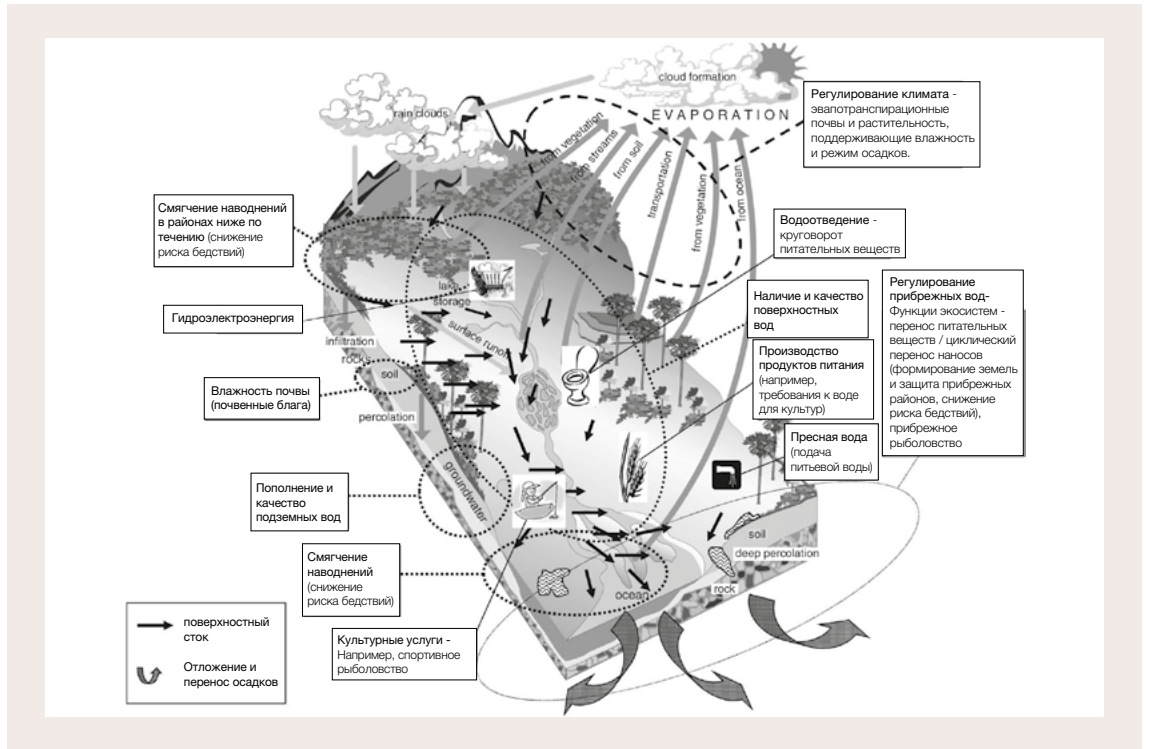 cloud formation
rain clouds
EVAPORATION
from vegetation
from streams
from soil
transportation
from vegetation
from ocean
Регулирование климата -
эвапотранспирационные
почвы и растительность,
поддерживающие влажность
и режим осадков.
Смягчение наводнений
в районах ниже по
течению (снижение
риска бедствий)
Водоотведение -
круговорот
питательных веществ
Гидроэлектроэнергия
lake
storage
surface runoff
Наличие и качество
поверхностных
вод
Регулирование
прибрежных вод-
Функции экосистем -
перенос питательных
веществ / циклический
перенос наносов
(формирование земель
и защита прибрежных
районов, снижение
риска бедствий),
прибрежное
рыболовство
infiltration
rocks
soil
percolation
Влажность почвы
(почвенные блага)
Производство
продуктов питания
(например,
требования к воде
для культур)
Пресная вода
(подача
питьевой воды)
groundwater
Пополнение и
качество
подземных вод
Смягчение
наводнений
(снижение
риска бедствий)
soil
deep percolation
rock
ocean
Культурные услуги -
Например, спортивное
рыболовство
поверхностный
сток
Отложение и
перенос осадков